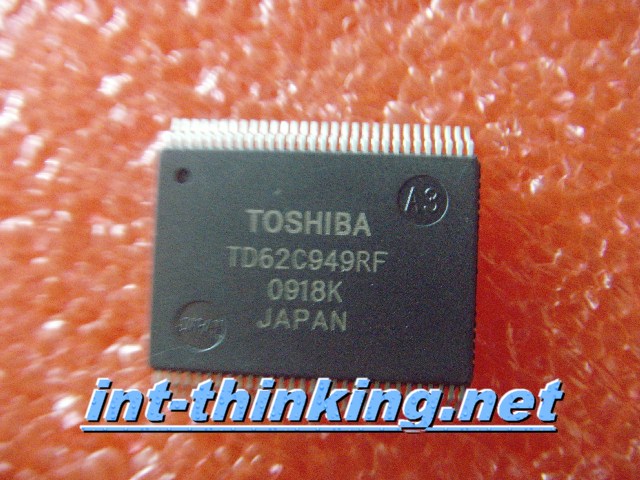 A3
TOSHIBA
TD62C949RF
0918K
JAPAN
int-thinking.net